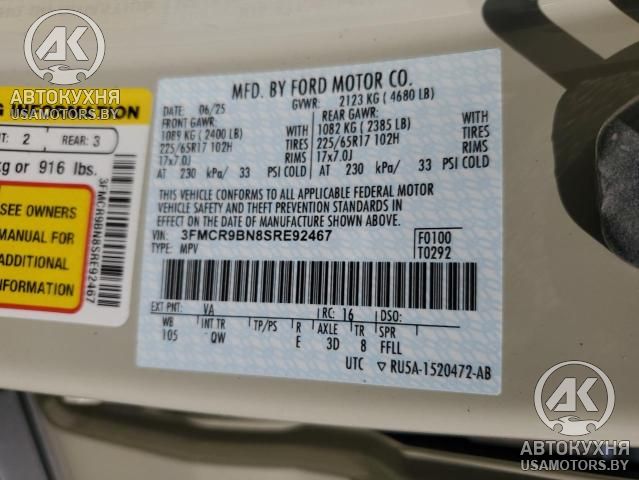 АК
АВТОКУХНЯ
USAMOTORS.BY
INFORMATION
2 REAR: 3
kg or 916 lbs.
SEE OWNERS
MANUAL FOR
ADDITIONAL
INFORMATION
3FMCR9BN8SRE92467
MFD. BY FORD MOTOR CO.
DATE: 06/25 GVWR: 2123 KG ( 4680 LB)
FRONT GAWR: REAR GAWR:
1089 KG ( 2400 LB) WITH 1082 KG ( 2385 LB) WITH
225/65R17 102H TIRES 225/65R17 102H TIRES
17x7.0J RIMS 17x7.0J RIMS
AT 230 kPa/ 33 PSI COLD AT 230 kPa/ 33 PSI COLD
THIS VEHICLE CONFORMS TO ALL APPLICABLE FEDERAL MOTOR
VEHICLE SAFETY AND BUMPER AND THEFT PREVENTION STANDARDS IN
EFFECT ON THE DATE OF MANUFACTURE SHOWN ABOVE.
VIN: 3FMCR9BN8SRE92467 F0100
TYPE: MPV T0292
EXT PNT: VA RC: 16 DSO:
WB INT TR TP/PS R AXLE TR SPR
105 QW E 3D 8 FFLL
UTC ▽ RU5A-1520472-AB
АК
АВТОКУХНЯ
USAMOTORS.BY